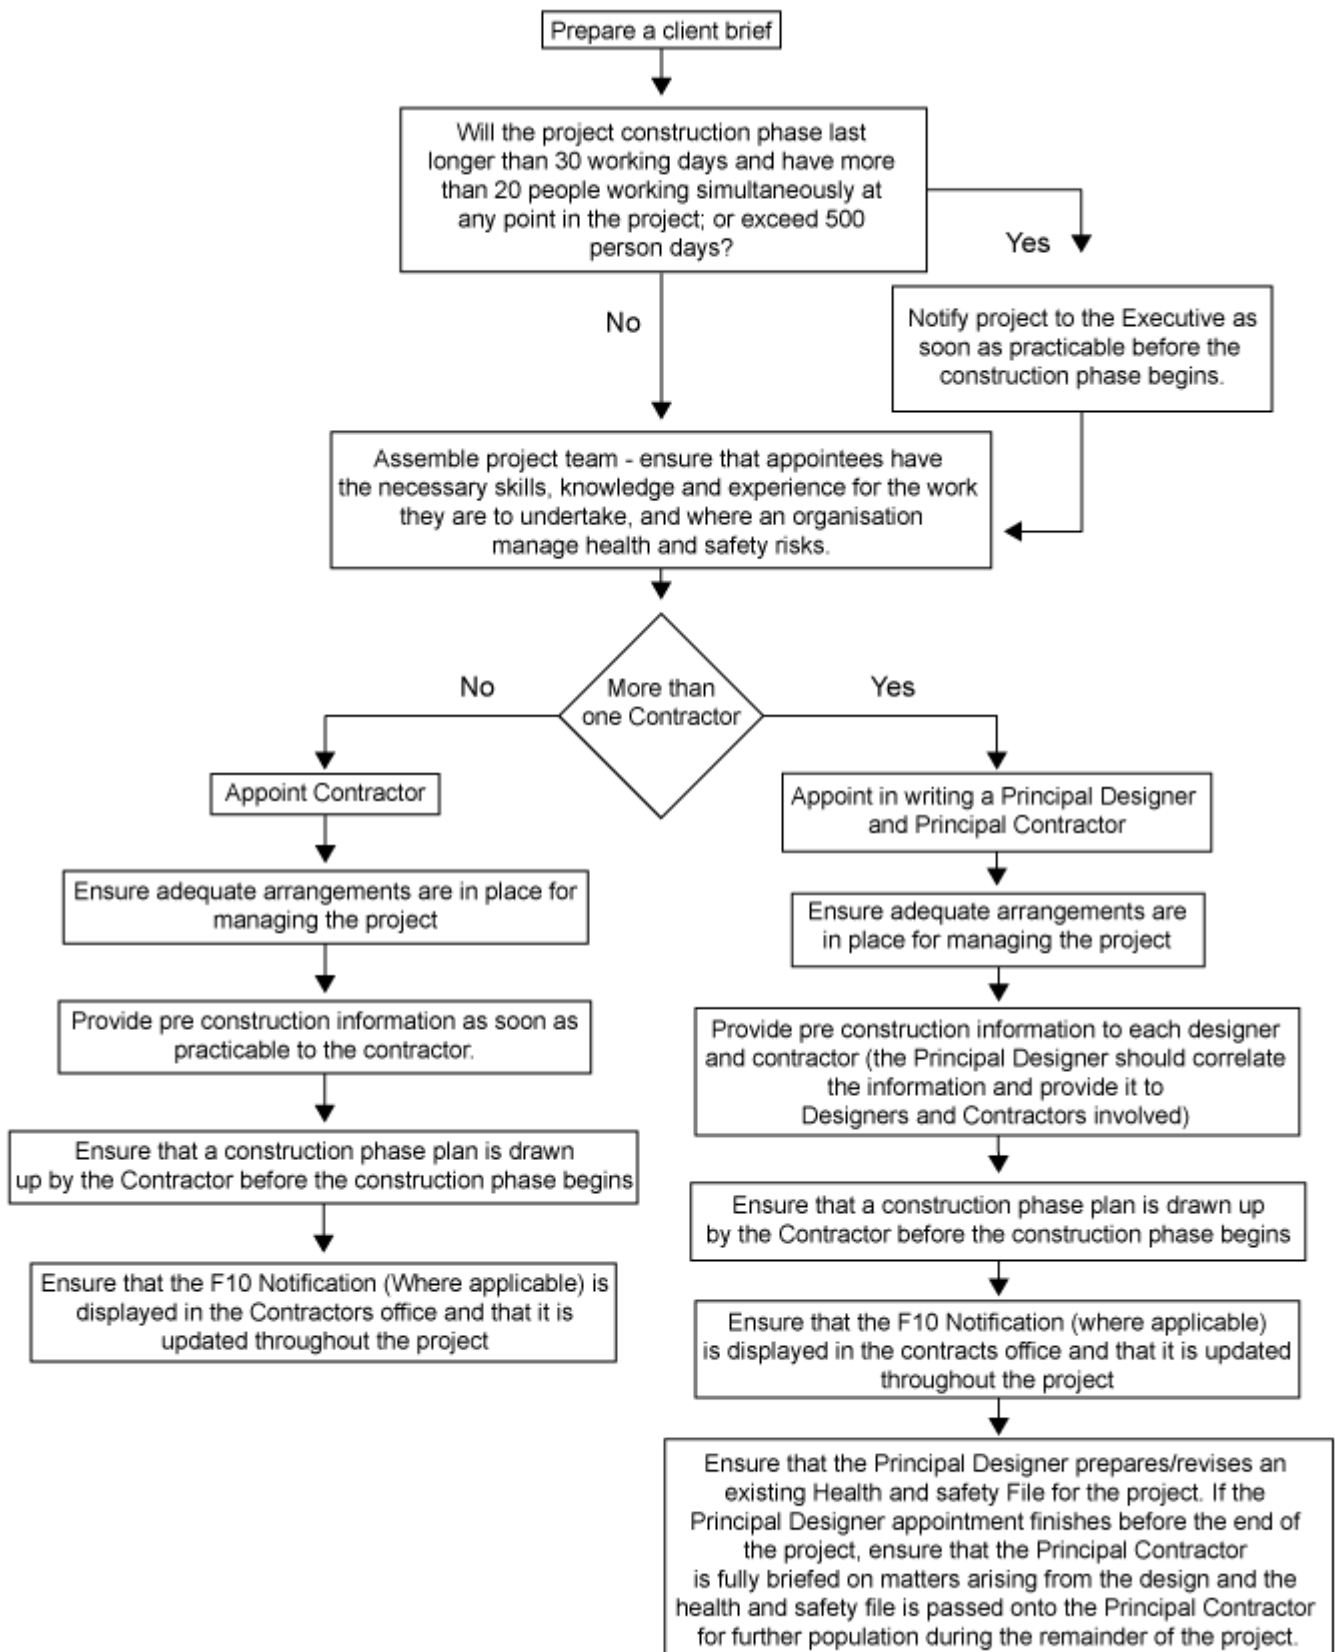 Prepare a client brief
Will the project construction phase last
longer than 30 working days and have more
than 20 people working simultaneously at
any point in the project; or exceed 500
person days?
Yes
No
Notify project to the Executive as
soon as practicable before the
construction phase begins.
Assemble project team - ensure that appointees have
the necessary skills, knowledge and experience for the work
they are to undertake, and where an organisation
manage health and safety risks.
More than
one Contractor
No
Yes
Appoint Contractor
Ensure adequate arrangements are in place for
managing the project
Provide pre construction information as soon as
practicable to the contractor.
Ensure that a construction phase plan is drawn
up by the Contractor before the construction phase begins
Ensure that the F10 Notification (Where applicable) is
displayed in the Contractors office and that it is
updated throughout the project
Appoint in writing a Principal Designer
and Principal Contractor
Ensure adequate arrangements are
in place for managing the project
Provide pre construction information to each designer
and contractor (the Principal Designer should correlate
the information and provide it to
Designers and Contractors involved)
Ensure that a construction phase plan is drawn up
by the Contractor before the construction phase begins
Ensure that the F10 Notification (where applicable)
is displayed in the contracts office and that it is updated
throughout the project
Ensure that the Principal Designer prepares/revises an
existing Health and safety File for the project. If the
Principal Designer appointment finishes before the end of
the project, ensure that the Principal Contractor
is fully briefed on matters arising from the design and the
health and safety file is passed onto the Principal Contractor
for further population during the remainder of the project.